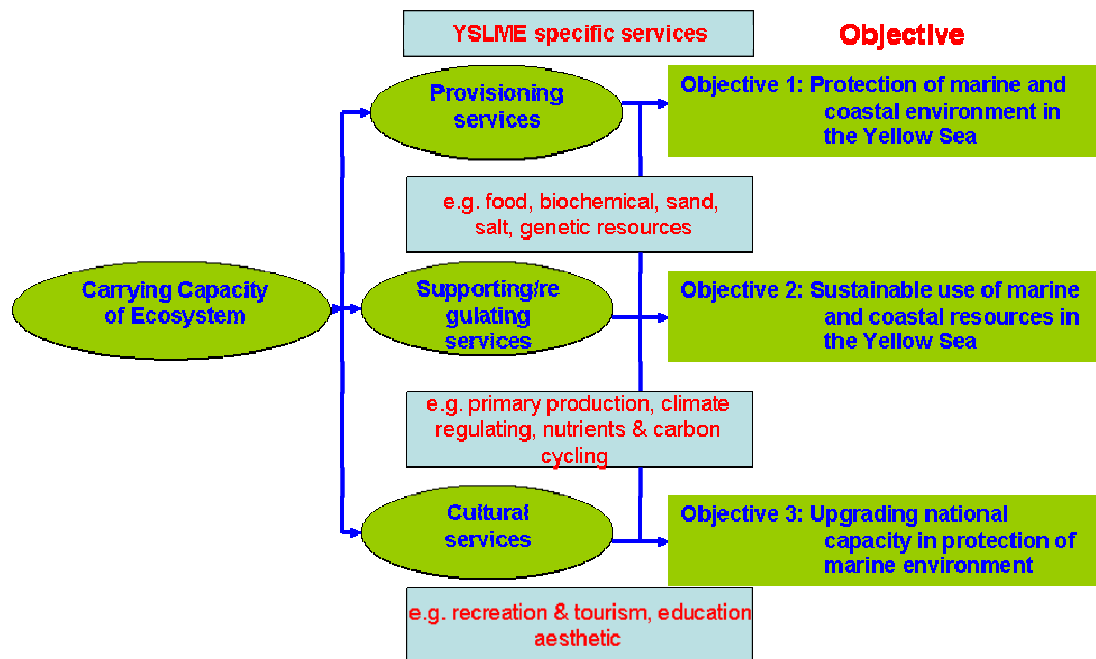 YSLME specific services
Objective
Provisioning
services
Objective 1: Protection of marine and
coastal environment in
the Yellow Sea
e.g. food, biochemical, sand,
salt, genetic resources
Carrying Capacity
of Ecosystem
Supporting/re
gulating
services
Objective 2: Sustainable use of marine
and coastal resources in
the Yellow Sea
e.g. primary production, climate
regulating, nutrients & carbon
cycling
Cultural
services
Objective 3: Upgrading national
capacity in protection of
marine environment
e.g. recreation & tourism, education
aesthetic